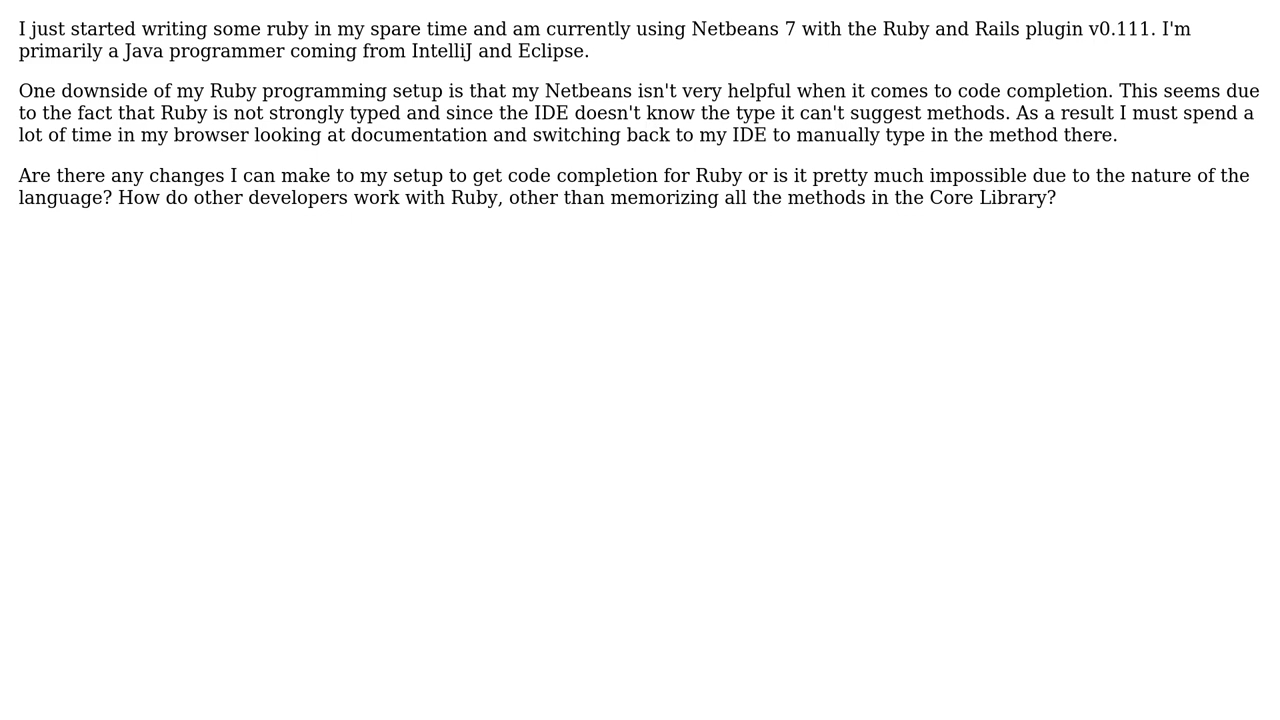 I just started writing some ruby in my spare time and am currently using Netbeans 7 with the Ruby and Rails plugin v0.111. I'm
primarily a Java programmer coming from IntelliJ and Eclipse.
One downside of my Ruby programming setup is that my Netbeans isn't very helpful when it comes to code completion. This seems due
to the fact that Ruby is not strongly typed and since the IDE doesn't know the type it can't suggest methods. As a result I must spend a
lot of time in my browser looking at documentation and switching back to my IDE to manually type in the method there.
Are there any changes I can make to my setup to get code completion for Ruby or is it pretty much impossible due to the nature of the
language? How do other developers work with Ruby, other than memorizing all the methods in the Core Library?